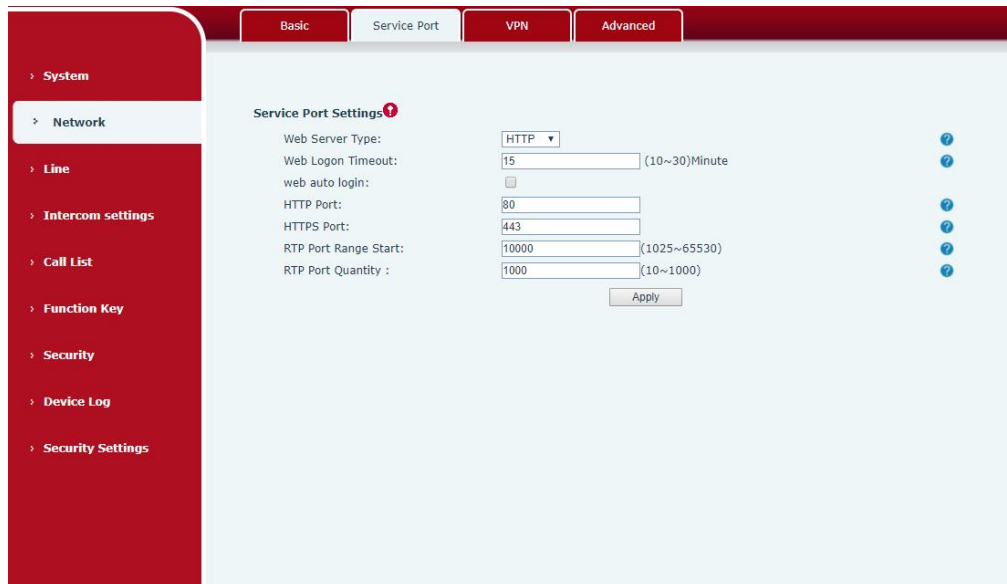 Basic
Service Port
VPN
Advanced
System
Network
Line
Intercom settings
Call List
Function Key
Security
Device Log
Security Settings
Service Port Settings
Web Server Type: HTTP
Web Logon Timeout: 15 (10~30)Minute
web auto login:
HTTP Port: 80
HTTPS Port: 443
RTP Port Range Start: 10000 (1025~65530)
RTP Port Quantity : 1000 (10~1000)
Apply